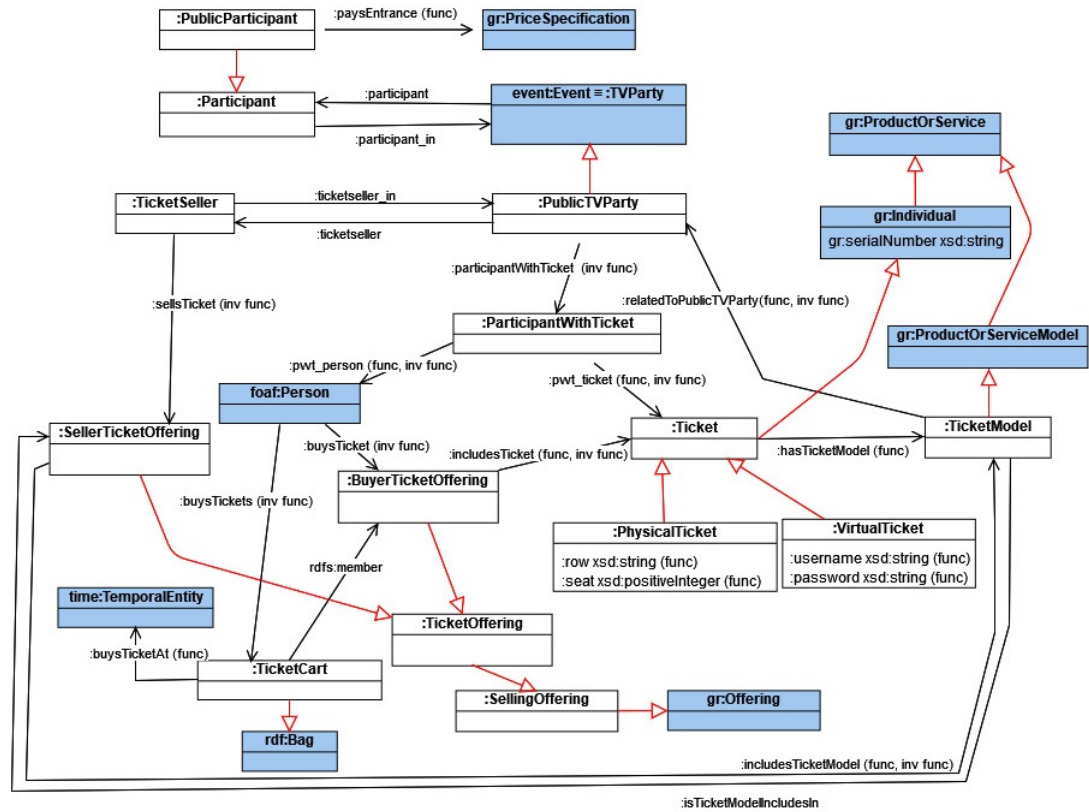 :PublicParticipant
:paysEntrance (func)
gr:PriceSpecification
:Participant
:participant
:participant_in
event:Event ≡ :TVParty
gr:ProductOrService
:TicketSeller
:ticketseller_in
:ticketseller
:PublicTVParty
gr:Individual
gr:serialNumber xsd:string
:participantWithTicket (inv func)
:sellsTicket (inv func)
:relatedToPublicTVParty(func, inv func)
:ParticipantWithTicket
gr:ProductOrServiceModel
:pwt_person (func, inv func)
:pwt_ticket (func, inv func)
foaf:Person
:SellerTicketOffering
:buysTicket (inv func)
:includesTicket (func, inv func)
:Ticket
:hasTicketModel (func)
:TicketModel
:BuyerTicketOffering
:buysTickets (inv func)
:PhysicalTicket
:row xsd:string (func)
:seat xsd:positiveInteger (func)
:VirtualTicket
:username xsd:string (func)
:password xsd:string (func)
rdfs:member
time:TemporalEntity
:TicketOffering
:buysTicketAt (func)
:TicketCart
:SellingOffering
gr:Offering
rdf:Bag
:includesTicketModel (func, inv func)
:isTicketModelIncludesIn